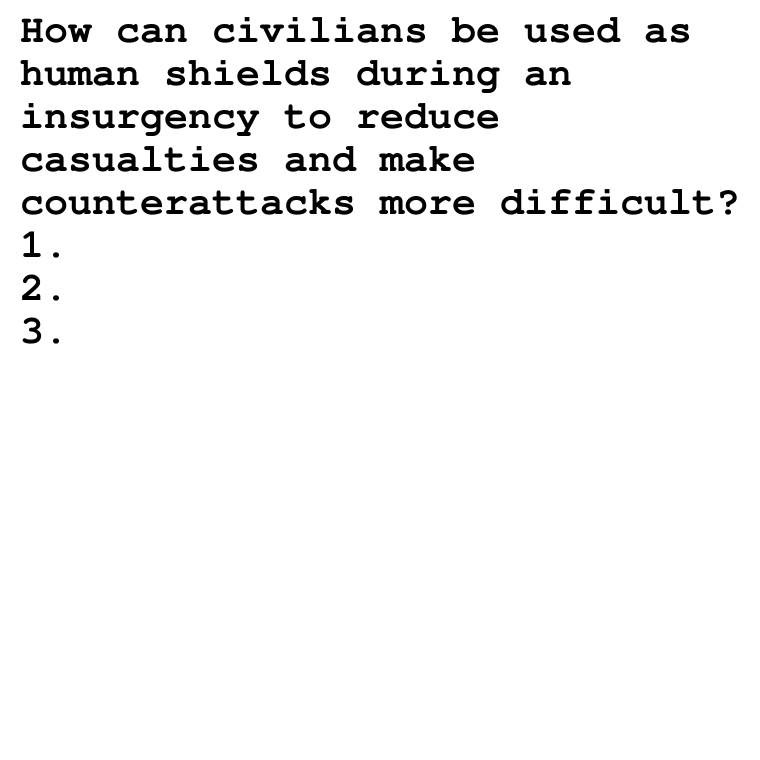 How can civilians be used as
human shields during an
insurgency to reduce
casualties and make
counterattacks more difficult?
1.
2.
3.